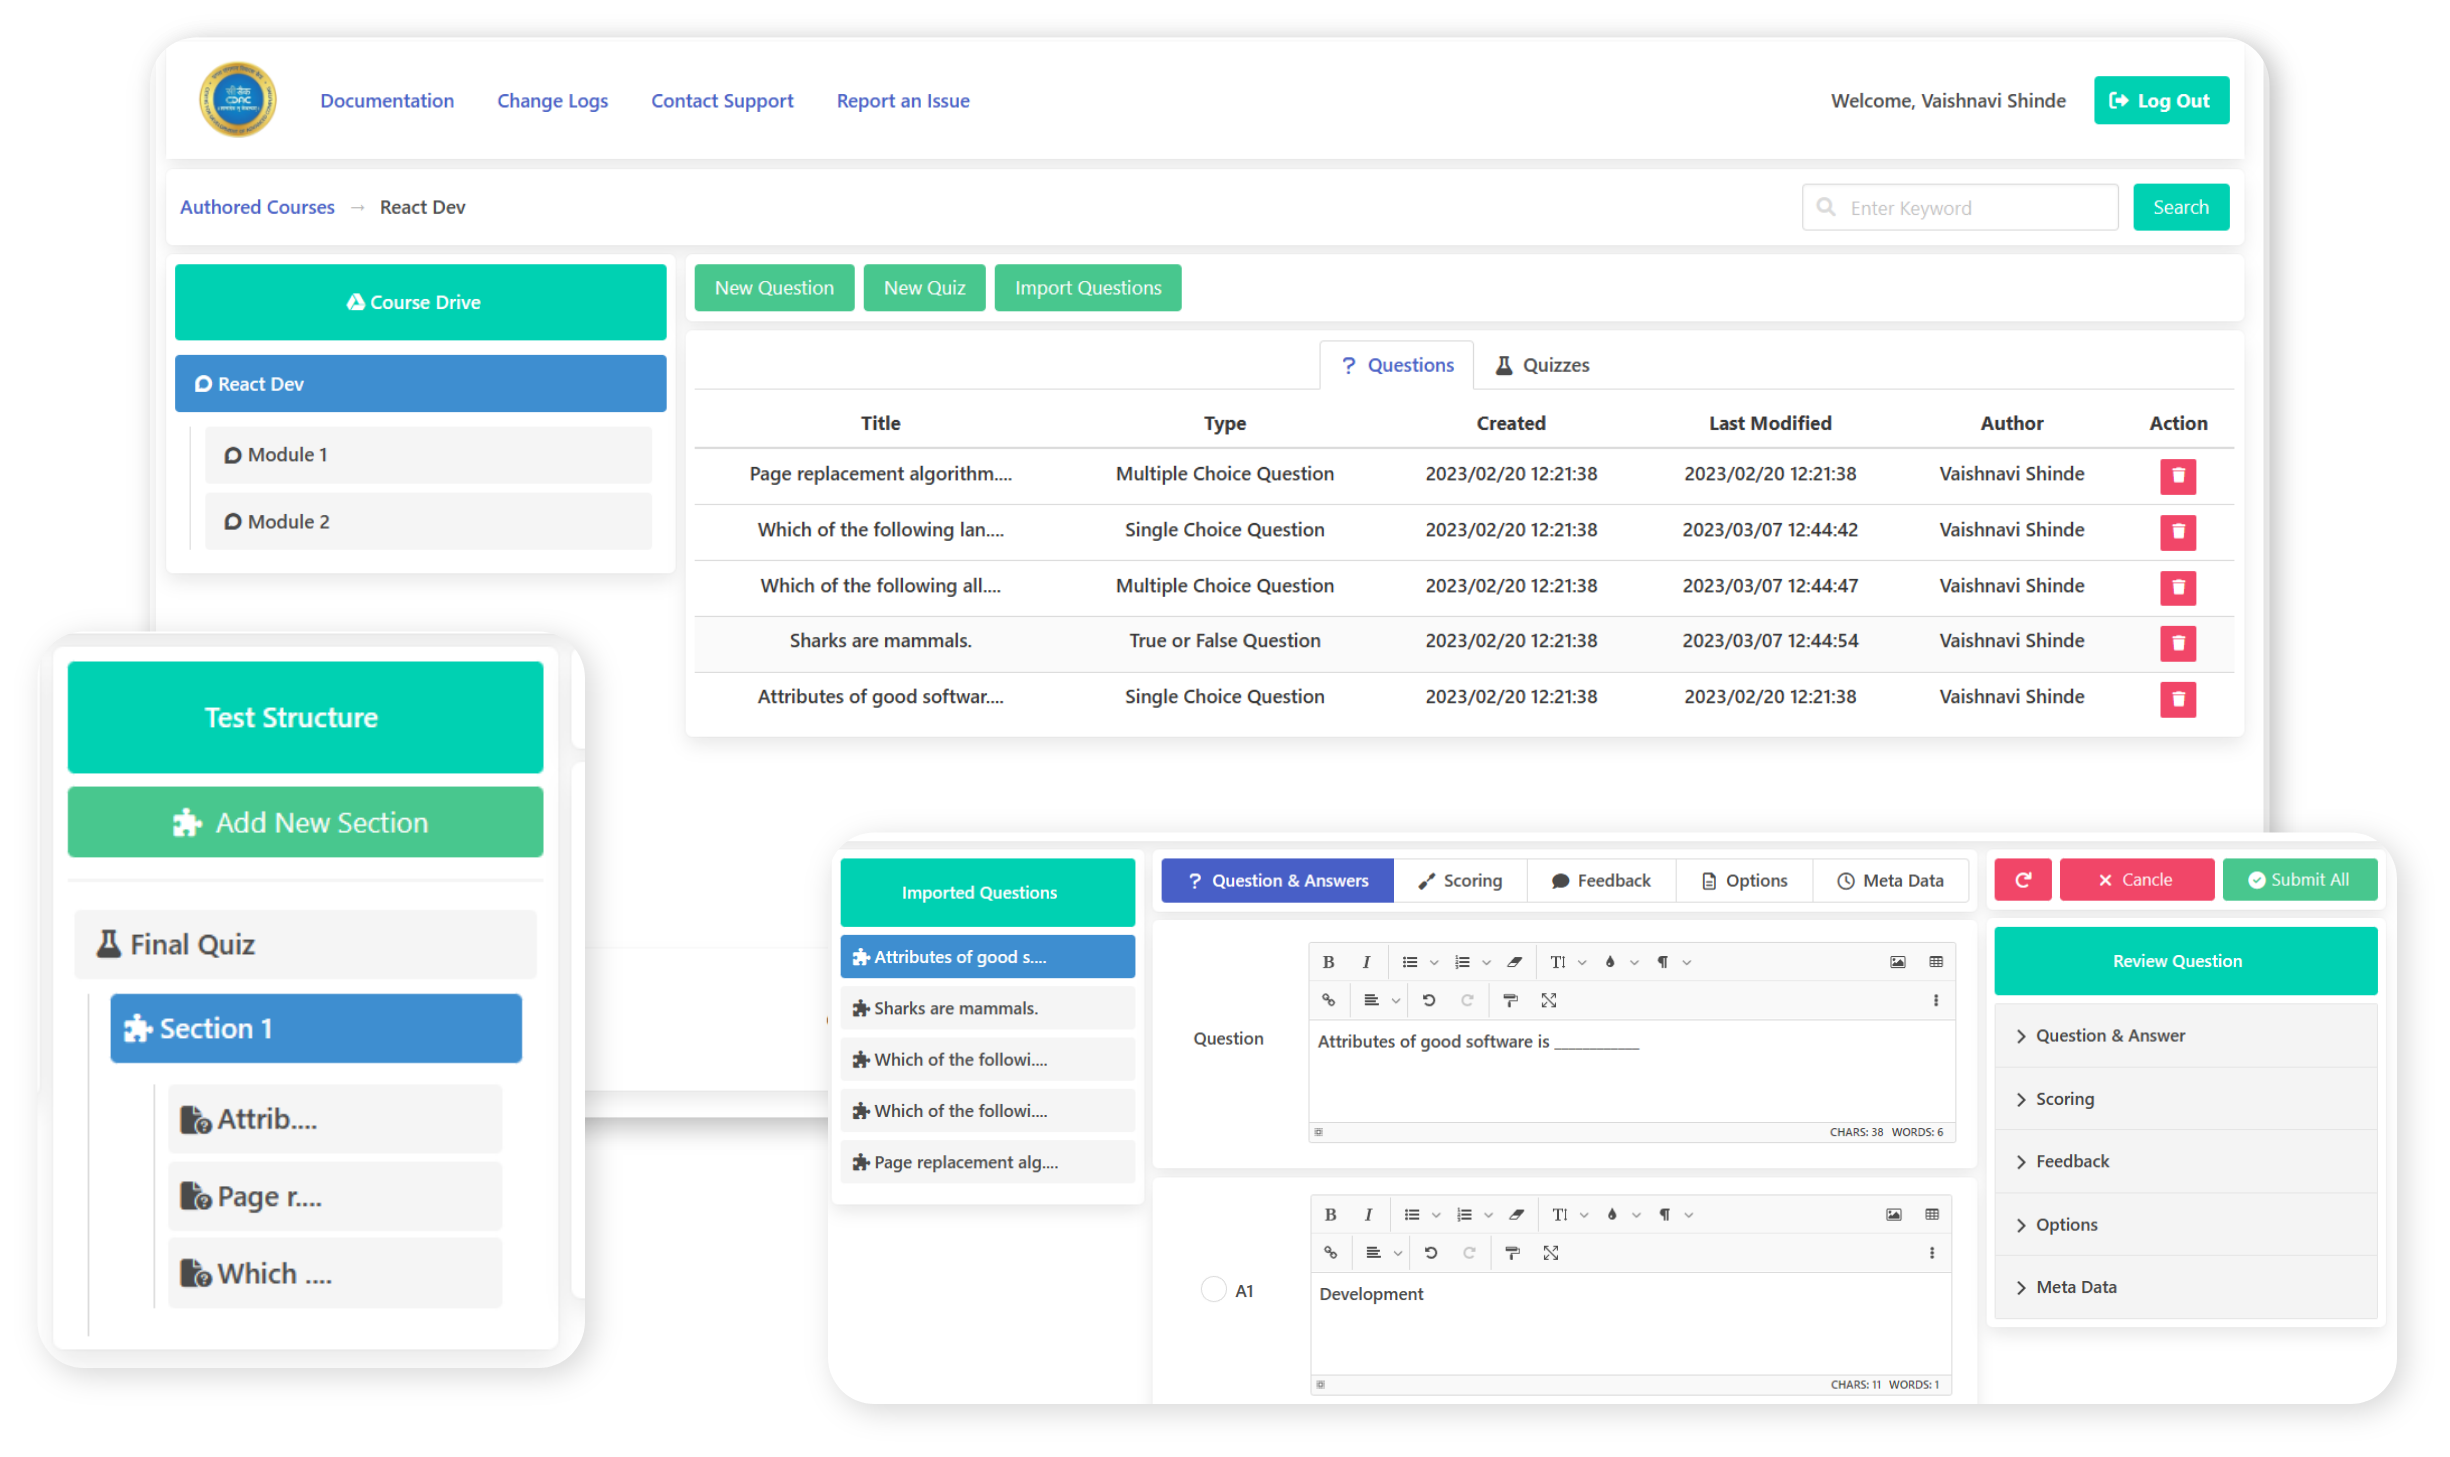 सी डैक
CDAC
Documentation Change Logs Contact Support Report an Issue Welcome, Vaishnavi Shinde Log Out
Authored Courses → React Dev Enter Keyword Search
Course Drive
React Dev
Module 1
Module 2
New Question New Quiz Import Questions
? Questions Quizzes
Title Type Created Last Modified Author Action
Page replacement algorithm.... Multiple Choice Question 2023/02/20 12:21:38 2023/02/20 12:21:38 Vaishnavi Shinde
Which of the following lan.... Single Choice Question 2023/02/20 12:21:38 2023/03/07 12:44:42 Vaishnavi Shinde
Which of the following all.... Multiple Choice Question 2023/02/20 12:21:38 2023/03/07 12:44:47 Vaishnavi Shinde
Sharks are mammals. True or False Question 2023/02/20 12:21:38 2023/03/07 12:44:54 Vaishnavi Shinde
Attributes of good softwar.... Single Choice Question 2023/02/20 12:21:38 2023/02/20 12:21:38 Vaishnavi Shinde
Test Structure
Add New Section
Final Quiz
Section 1
Attrib....
Page r....
Which ....
Imported Questions
Attributes of good s....
Sharks are mammals.
Which of the followi....
Which of the followi....
Page replacement alg....
? Question & Answers Scoring Feedback Options Meta Data
Question
B I
Attributes of good software is __________
CHARS: 38 WORDS: 6
A1
B I
Development
CHARS: 11 WORDS: 1
Cancle Submit All
Review Question
Question & Answer
Scoring
Feedback
Options
Meta Data